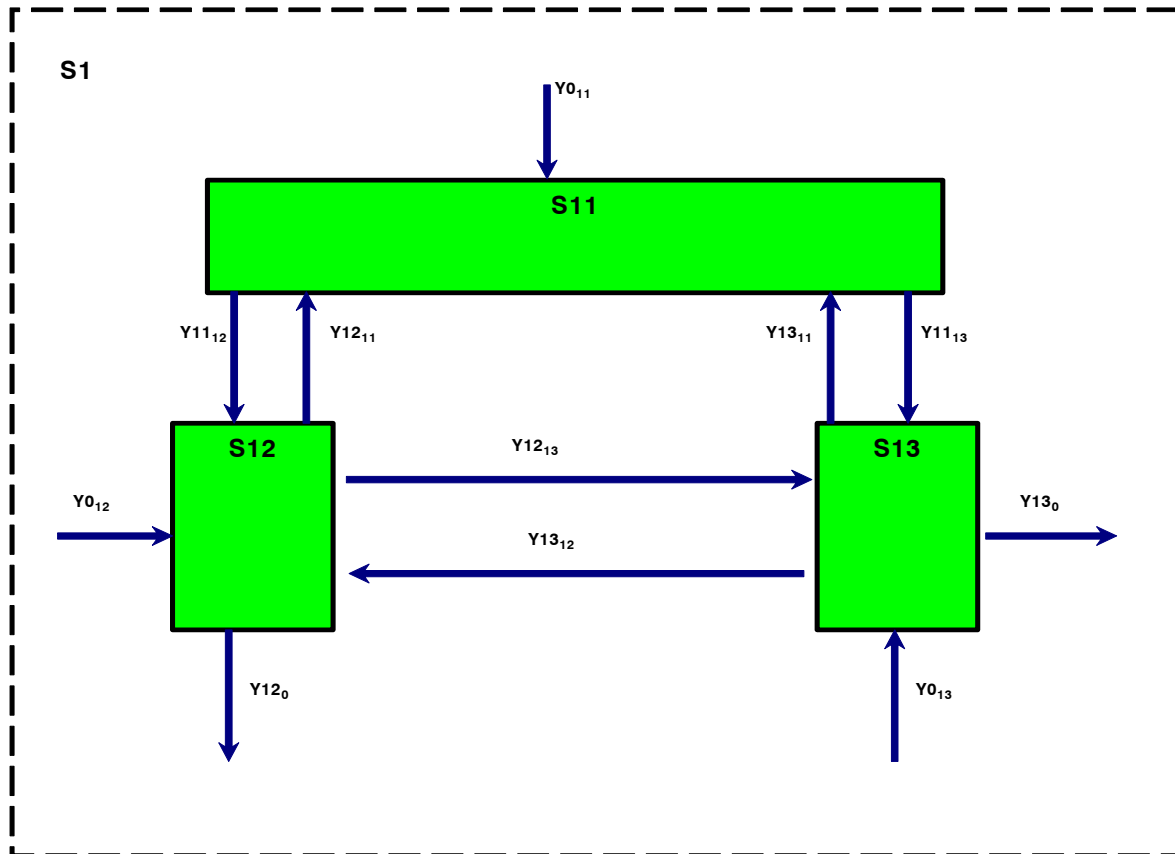 S1
Y0₁₁
S11
Y11₁₂
Y12₁₁
Y13₁₁
Y11₁₃
S12
S13
Y12₁₃
Y0₁₂
Y13₀
Y13₁₂
Y12₀
Y0₁₃